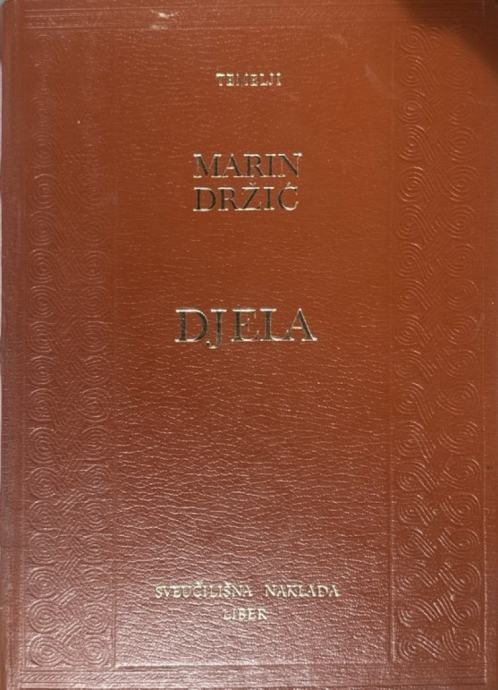 TEMELJI
MARIN
DRŽIĆ
DJELA
SVEUČILIŠNA NAKLADA
LIBER